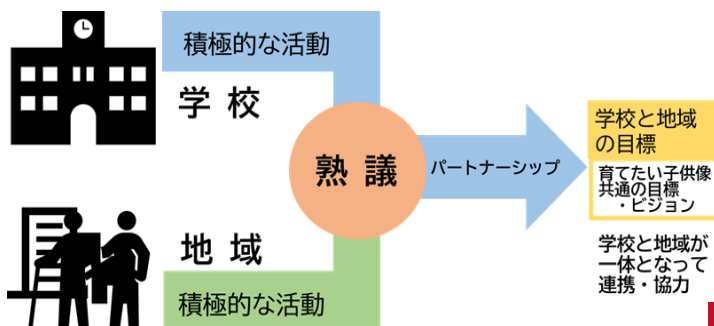 積極的な活動
学校
熟議
パートナーシップ
地域
積極的な活動
学校と地域
の目標
育てたい子供像
共通の目標
・ビジョン
学校と地域が
一体となって
連携・協力